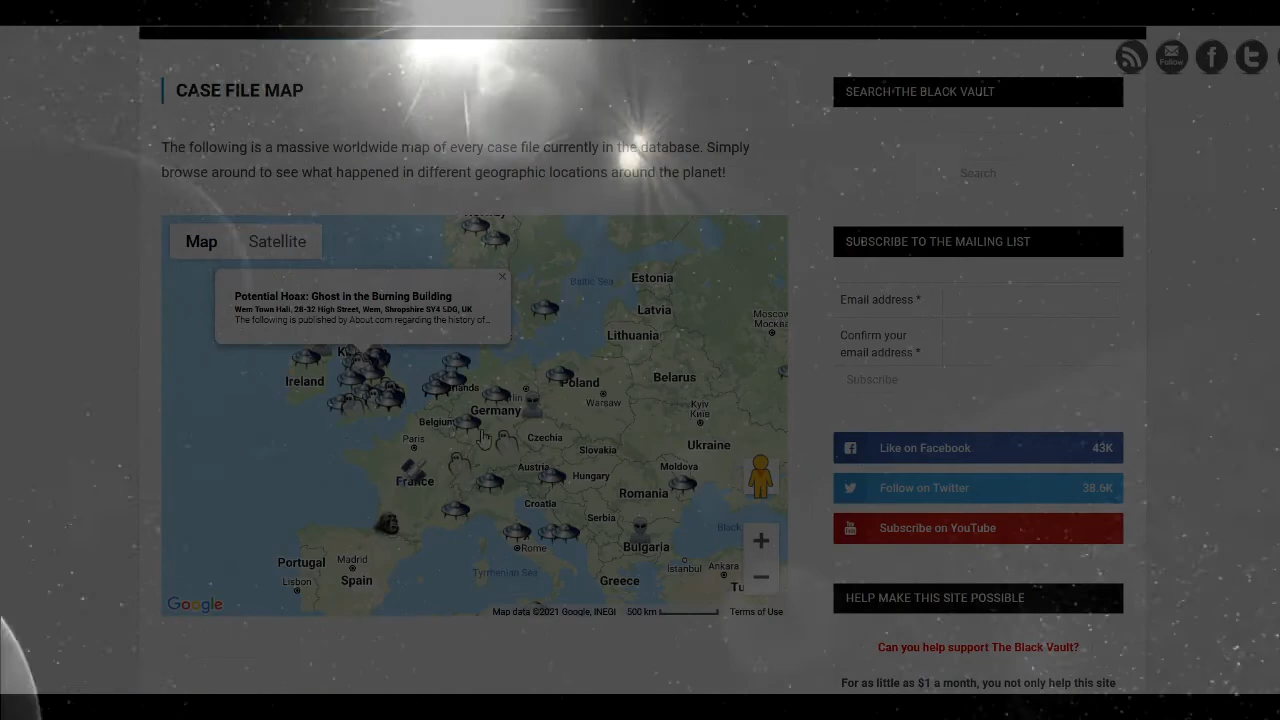 Follow
CASE FILE MAP
The following is a massive worldwide map of every case file currently in the database. Simply
browse around to see what happened in different geographic locations around the planet!
Map
Satellite
Potential Hoax: Ghost in the Burning Building
Wem Town Hall, 28-32 High Street, Wem, Shropshire SY4 5DG, UK
The following is published by About.com regarding the history of...
Norway
Baltic Sea
Estonia
Latvia
Lithuania
Moscow
Москва
Ireland
Belarus
Poland
Warsaw
Germany
Belgium
Kyiv
Київ
Paris
Czechia
Slovakia
Ukraine
Austria
Hungary
Moldova
France
Romania
Croatia
Serbia
Black
Rome
Bulgaria
Portugal
Madrid
Lisbon
Spain
Tyrrhenian Sea
Istanbul
Ankara
Greece
Tu
Google
Map data ©2021 Google, INEGI
500 km
Terms of Use
SEARCH THE BLACK VAULT
Search
SUBSCRIBE TO THE MAILING LIST
Email address *
Confirm your
email address *
Subscribe
Like on Facebook
43K
Follow on Twitter
38.6K
Subscribe on YouTube
HELP MAKE THIS SITE POSSIBLE
Can you help support The Black Vault?
For as little as $1 a month, you not only help this site